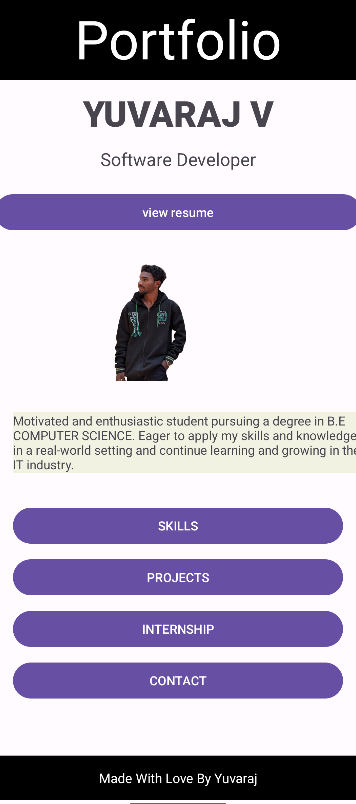 Portfolio
YUVARAJ V
Software Developer
view resume
Motivated and enthusiastic student pursuing a degree in B.E
COMPUTER SCIENCE. Eager to apply my skills and knowledge
in a real-world setting and continue learning and growing in the
IT industry.
SKILLS
PROJECTS
INTERNSHIP
CONTACT
Made With Love By Yuvaraj